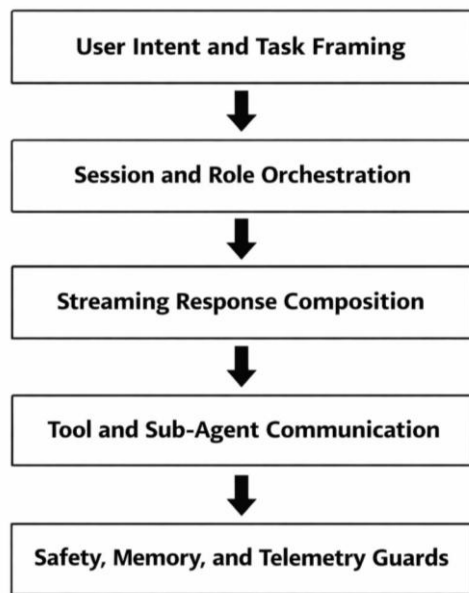 User Intent and Task Framing
Session and Role Orchestration
Streaming Response Composition
Tool and Sub-Agent Communication
Safety, Memory, and Telemetry Guards